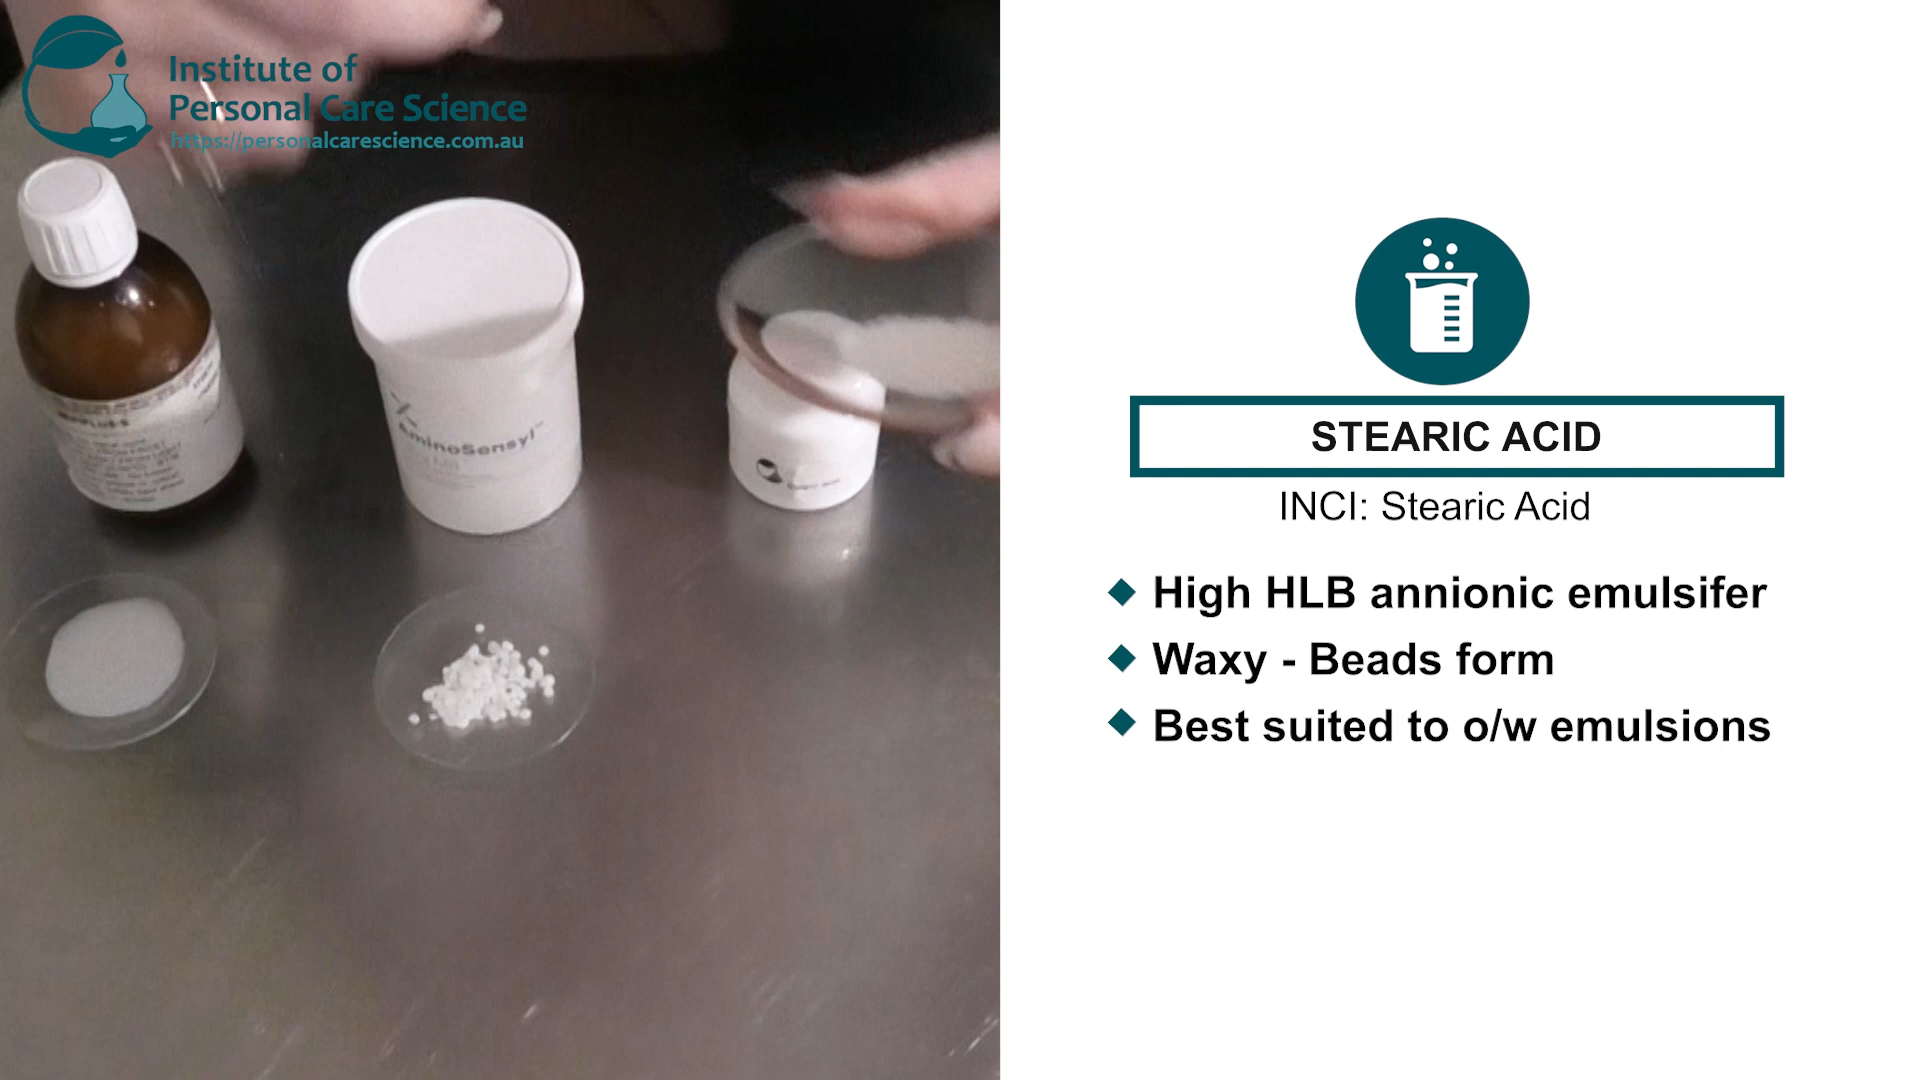 Institute of
Personal Care Science
https://personalcarescience.com.au
AminoSensyl™
STEARIC ACID
INCI: Stearic Acid
High HLB annionic emulsifer
Waxy - Beads form
Best suited to o/w emulsions